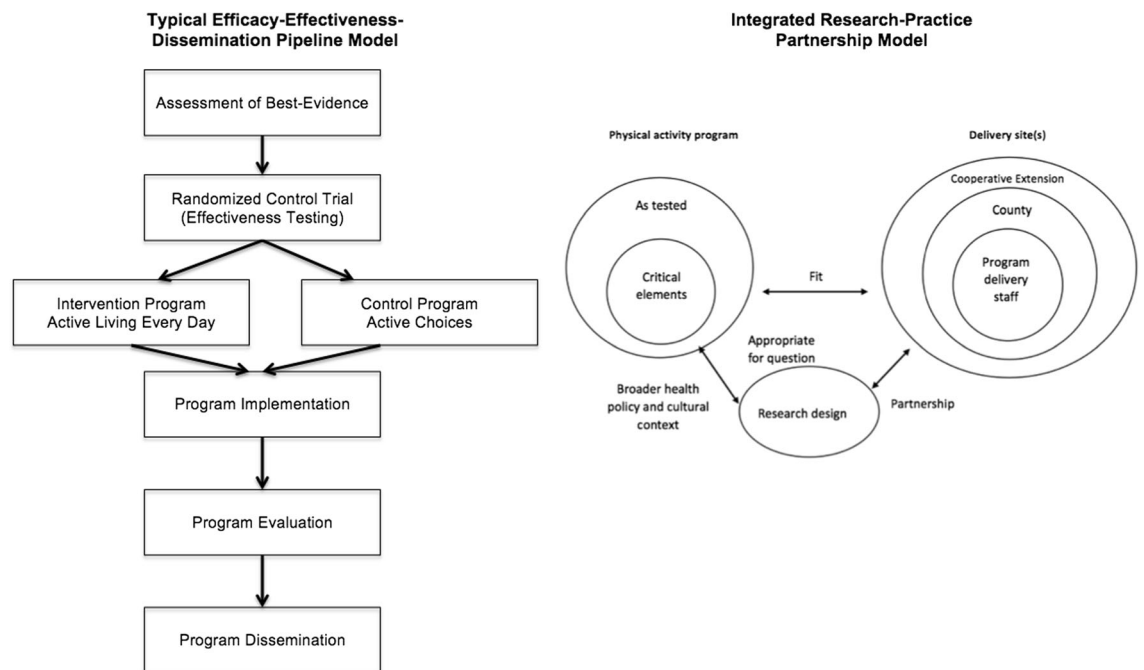 Typical Efficacy-Effectiveness-
Dissemination Pipeline Model
Assessment of Best-Evidence
Randomized Control Trial
(Effectiveness Testing)
Intervention Program
Active Living Every Day
Control Program
Active Choices
Program Implementation
Program Evaluation
Program Dissemination
Integrated Research-Practice
Partnership Model
Physical activity program
Delivery site(s)
As tested
Critical
elements
Cooperative Extension
County
Program
delivery
staff
Fit
Appropriate
for question
Broader health
policy and cultural
context
Research design
Partnership